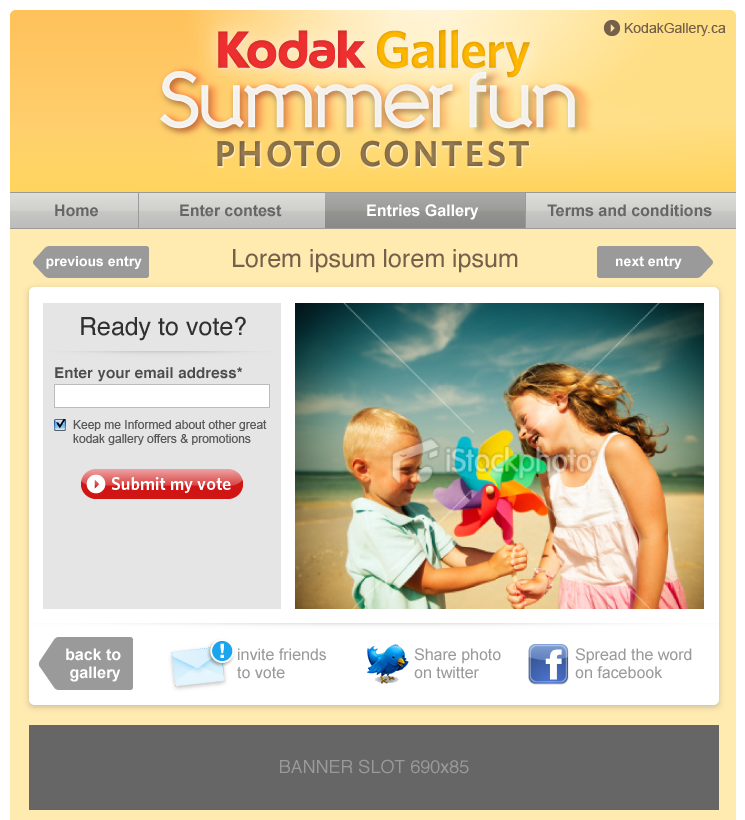 KodakGallery.ca
Kodak Gallery
Summer fun
PHOTO CONTEST
Home Enter contest Entries Gallery Terms and conditions
previous entry Lorem ipsum lorem ipsum next entry
Ready to vote?
Enter your email address*
Keep me Informed about other great
kodak gallery offers & promotions
Submit my vote
iStockphoto
back to
gallery
invite friends
to vote
Share photo
on twitter
f
Spread the word
on facebook
BANNER SLOT 690x85